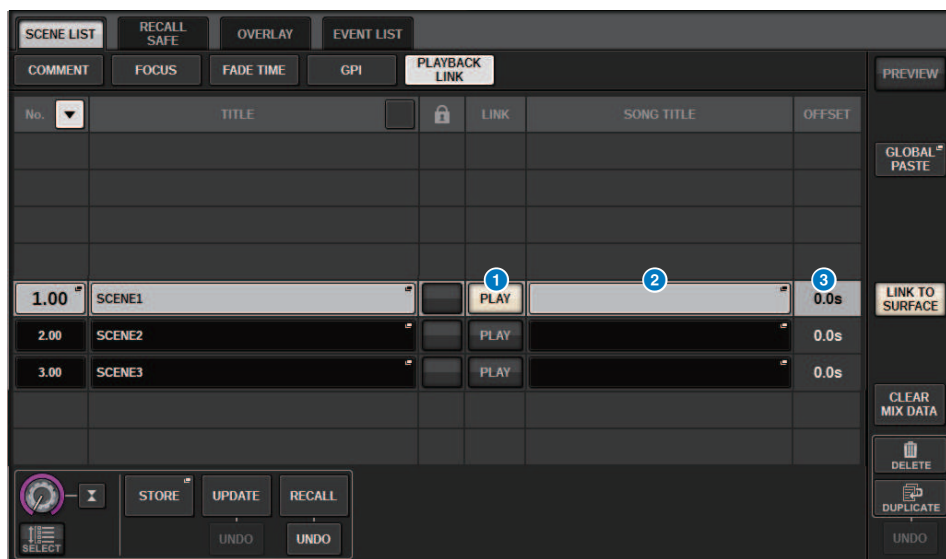 SCENE LIST
RECALL SAFE
OVERLAY
EVENT LIST
COMMENT
FOCUS
FADE TIME
GPI
PLAYBACK LINK
PREVIEW
No.
TITLE
LINK
SONG TITLE
OFFSET
GLOBAL PASTE
1
2
3
1.00
SCENE1
PLAY
0.0s
LINK TO SURFACE
2.00
SCENE2
PLAY
0.0s
3.00
SCENE3
PLAY
0.0s
CLEAR MIX DATA
DELETE
STORE
UPDATE
RECALL
DUPLICATE
SELECT
UNDO
UNDO
UNDO